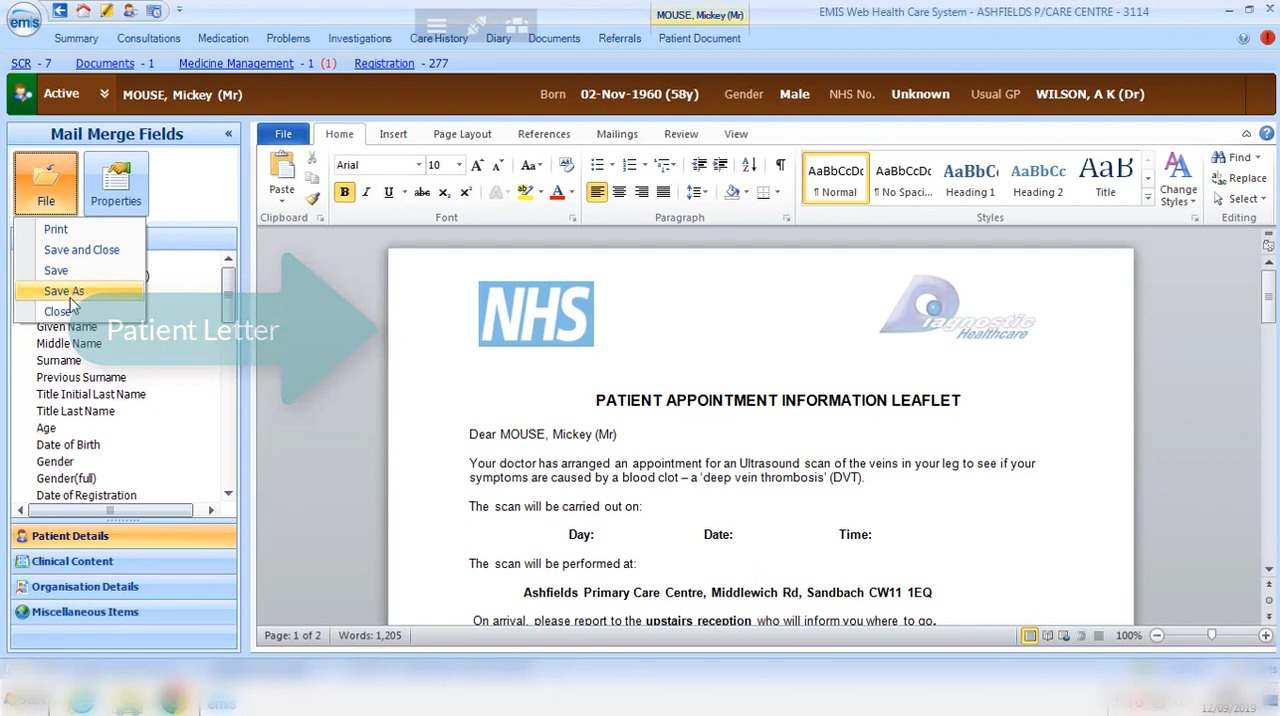 MOUSE, Mickey (Mr)
EMIS Web Health Care System - ASHFIELDS P/CARE CENTRE - 3114
emis
Summary Consultations Medication Problems Investigations Care History Diary Documents Referrals Patient Document
SCR - 7 Documents - 1 Medicine Management - 1 (1) Registration - 277
Active MOUSE, Mickey (Mr) Born 02-Nov-1960 (58y) Gender Male NHS No. Unknown Usual GP WILSON, A K (Dr)
Mail Merge Fields
File Properties
Print
Save and Close
Save
Save As
Close
Given Name
Middle Name
Surname
Previous Surname
Title Initial Last Name
Title Last Name
Age
Date of Birth
Gender
Gender(full)
Date of Registration
Patient Details
Clinical Content
Organisation Details
Miscellaneous Items
Patient Letter
File Home Insert Page Layout References Mailings Review View
Paste
Clipboard
Arial 10
Font
Paragraph
AaBbCcDc AaBbCcDc AaBbCc AaBbCc AaB
¶ Normal ¶ No Spaci... Heading 1 Heading 2 Title
Change Styles
Styles
Find
Replace
Select
Editing
NHS
Diagnostic
Healthcare
PATIENT APPOINTMENT INFORMATION LEAFLET
Dear MOUSE, Mickey (Mr)
Your doctor has arranged an appointment for an Ultrasound scan of the veins in your leg to see if your
symptoms are caused by a blood clot – a ‘deep vein thrombosis’ (DVT).
The scan will be carried out on:
Day: Date: Time:
The scan will be performed at:
Ashfields Primary Care Centre, Middlewich Rd, Sandbach CW11 1EQ
On arrival, please report to the upstairs reception who will inform you where to go.
Page: 1 of 2 Words: 1,205
100%
emis
12/09/2019